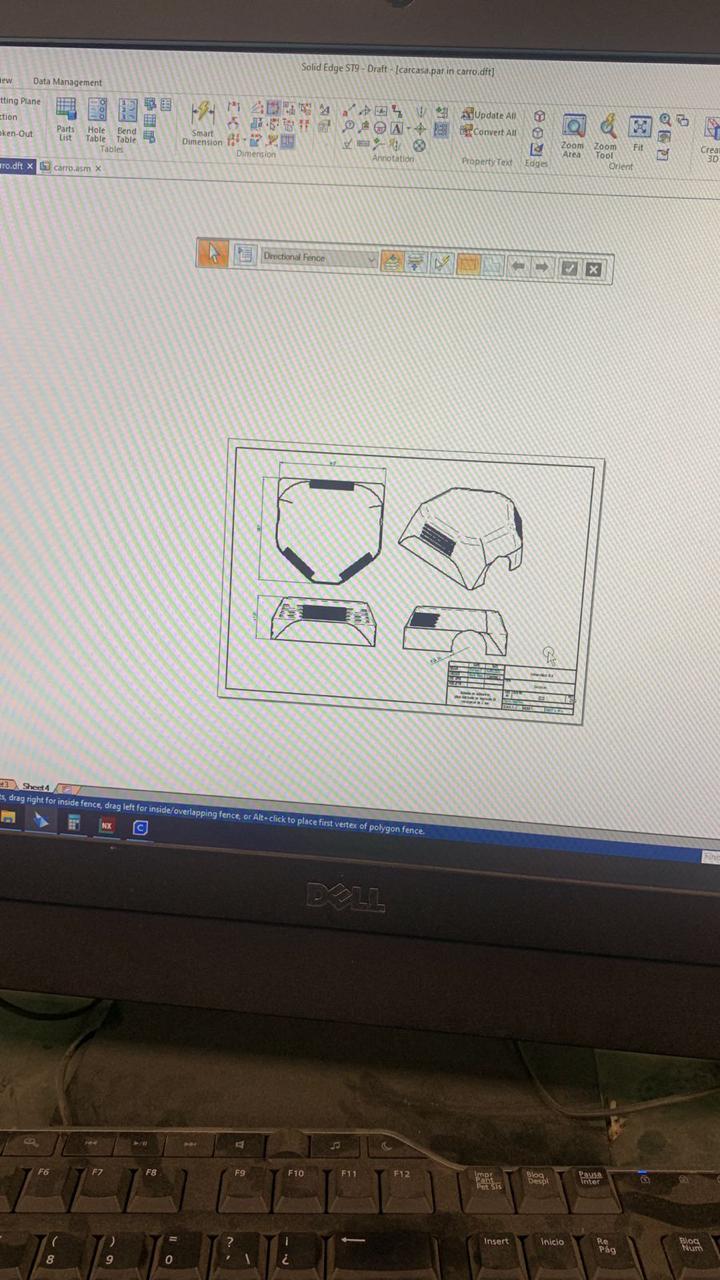 Solid Edge ST9 - Draft - [carcasa.par in carro.dft]
Data Management
tting Plane
ction
ken-Out
Parts List
Hole Table
Bend Table
Tables
Smart Dimension
Dimension
A
Annotation
Update All
Convert All
Property Text
Edges
Zoom Area
Zoom Tool
Fit
Orient
3D
rro.dft
carro.asm
Directional Fence
Sheet4
s, drag right for inside fence, drag left for inside/overlapping fence, or Alt+click to place first vertex of polygon fence.
NX
C
DELL
F6 F7 F8 F9 F10 F11 F12
Impr Pant Pet Sis
Bloq Despl
Pausa Inter
( 8
) 9
= 0
? ' \
¡ ¿
Insert
Inicio
Re Pág
Bloq Num